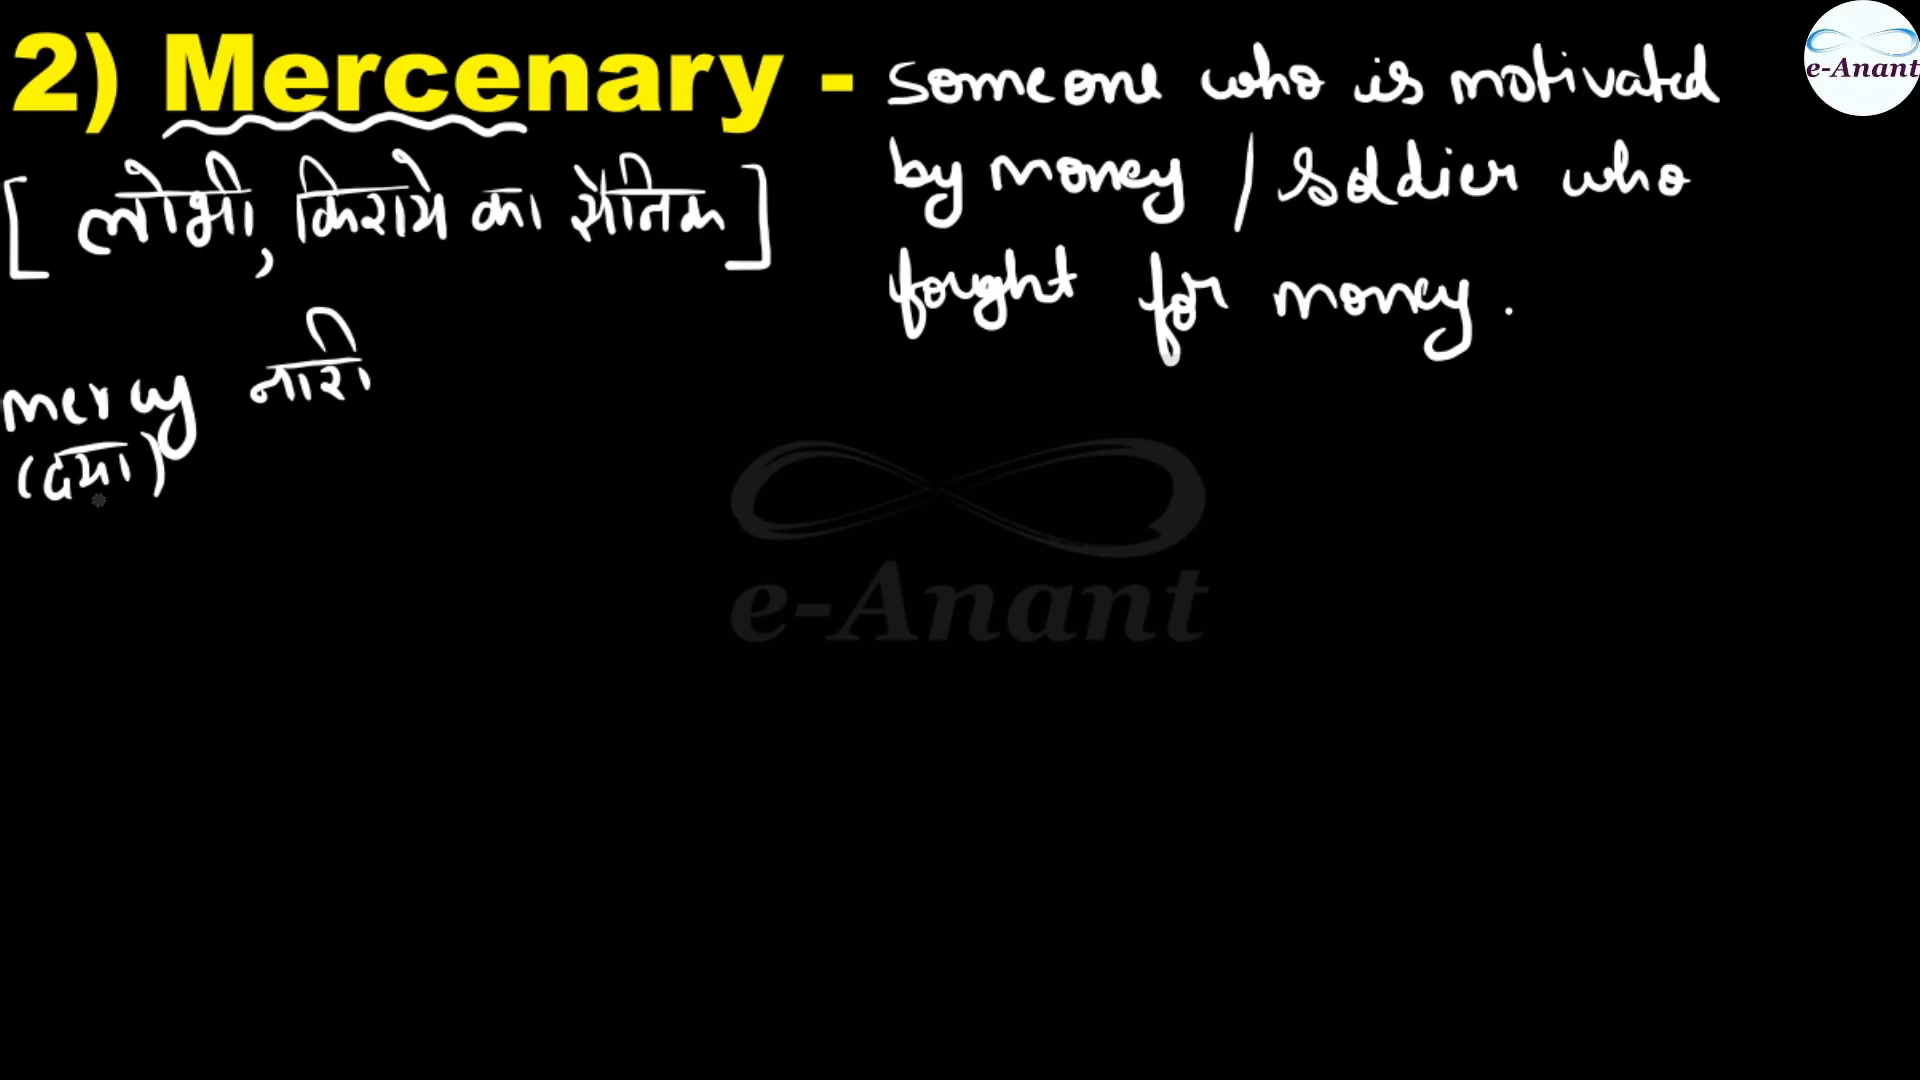 2) Mercenary - someone who is motivated
by money / Soldier who
fought for money.
[लोभी, किराये का सैनिक]
mercy नारी
(दया)
e-Anant
e-Anant